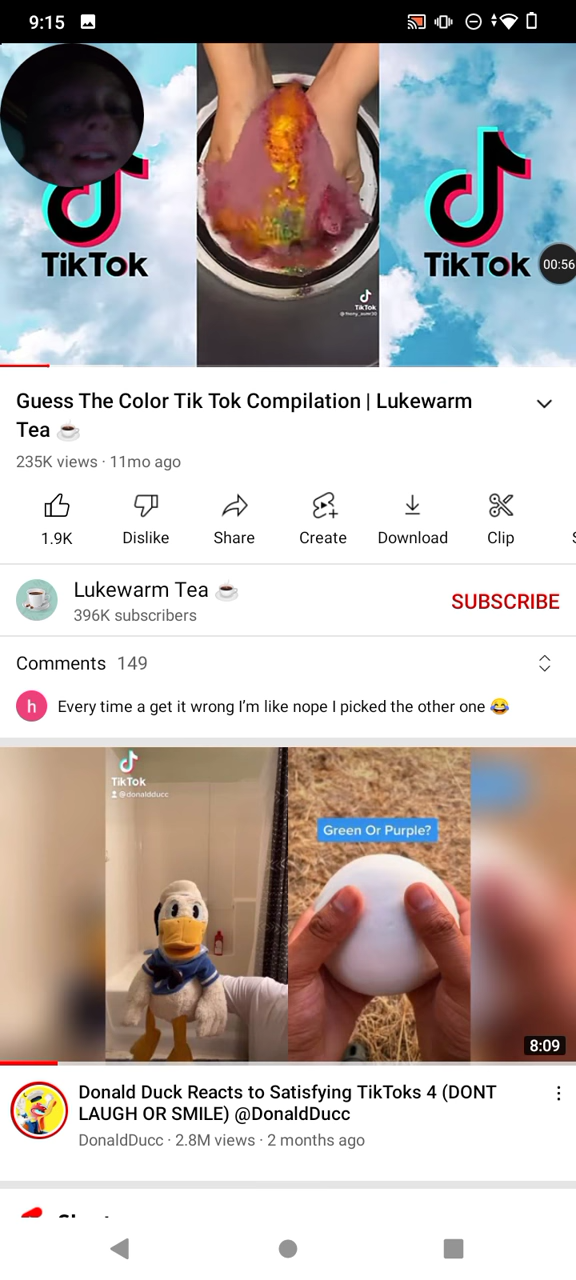 9:15
TikTok
TikTok
TikTok
00:56
Guess The Color Tik Tok Compilation | Lukewarm
Tea ☕
235K views · 11mo ago
1.9K
Dislike
Share
Create
Download
Clip
Lukewarm Tea ☕
396K subscribers
SUBSCRIBE
Comments 149
h
Every time a get it wrong I’m like nope I picked the other one 😂
TikTok
@donaldducc
Green Or Purple?
8:09
Donald Duck Reacts to Satisfying TikToks 4 (DONT
LAUGH OR SMILE) @DonaldDucc
DonaldDucc · 2.8M views · 2 months ago